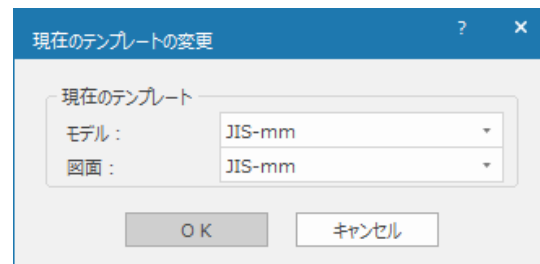 現在のテンプレートの変更 ? ×
現在のテンプレート
モデル： JIS-mm
図面： JIS-mm
ＯＫ キャンセル